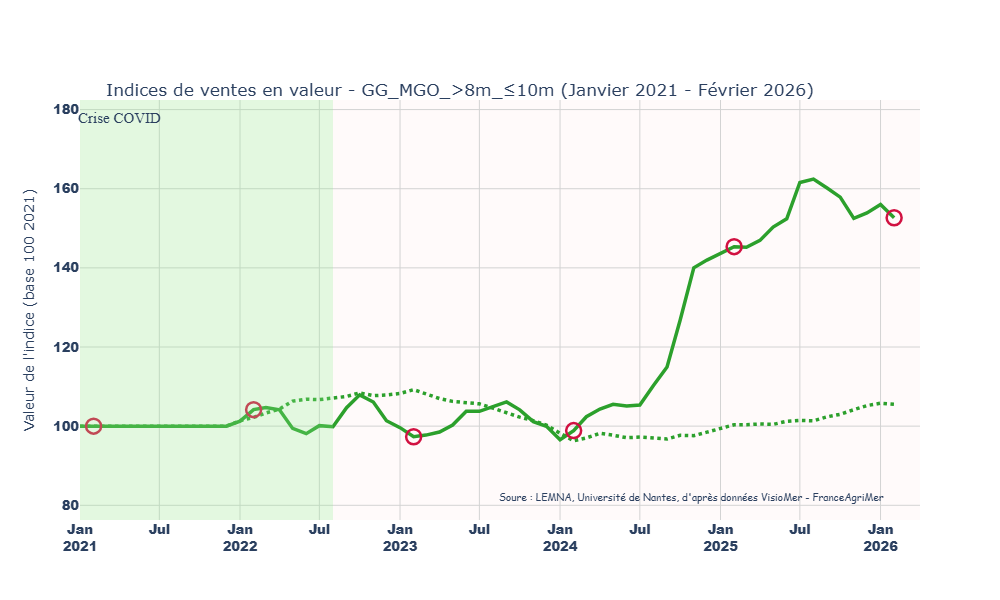 Indices de ventes en valeur - GG_MGO_>8m_≤10m (Janvier 2021 - Février 2026)
Crise COVID
Valeur de l'indice (base 100 2021)
180
160
140
120
100
80
Soure : LEMNA, Université de Nantes, d'après données VisioMer - FranceAgriMer
Jan Jul Jan Jul Jan Jul Jan Jul Jan Jul Jan
2021 2022 2023 2024 2025 2026